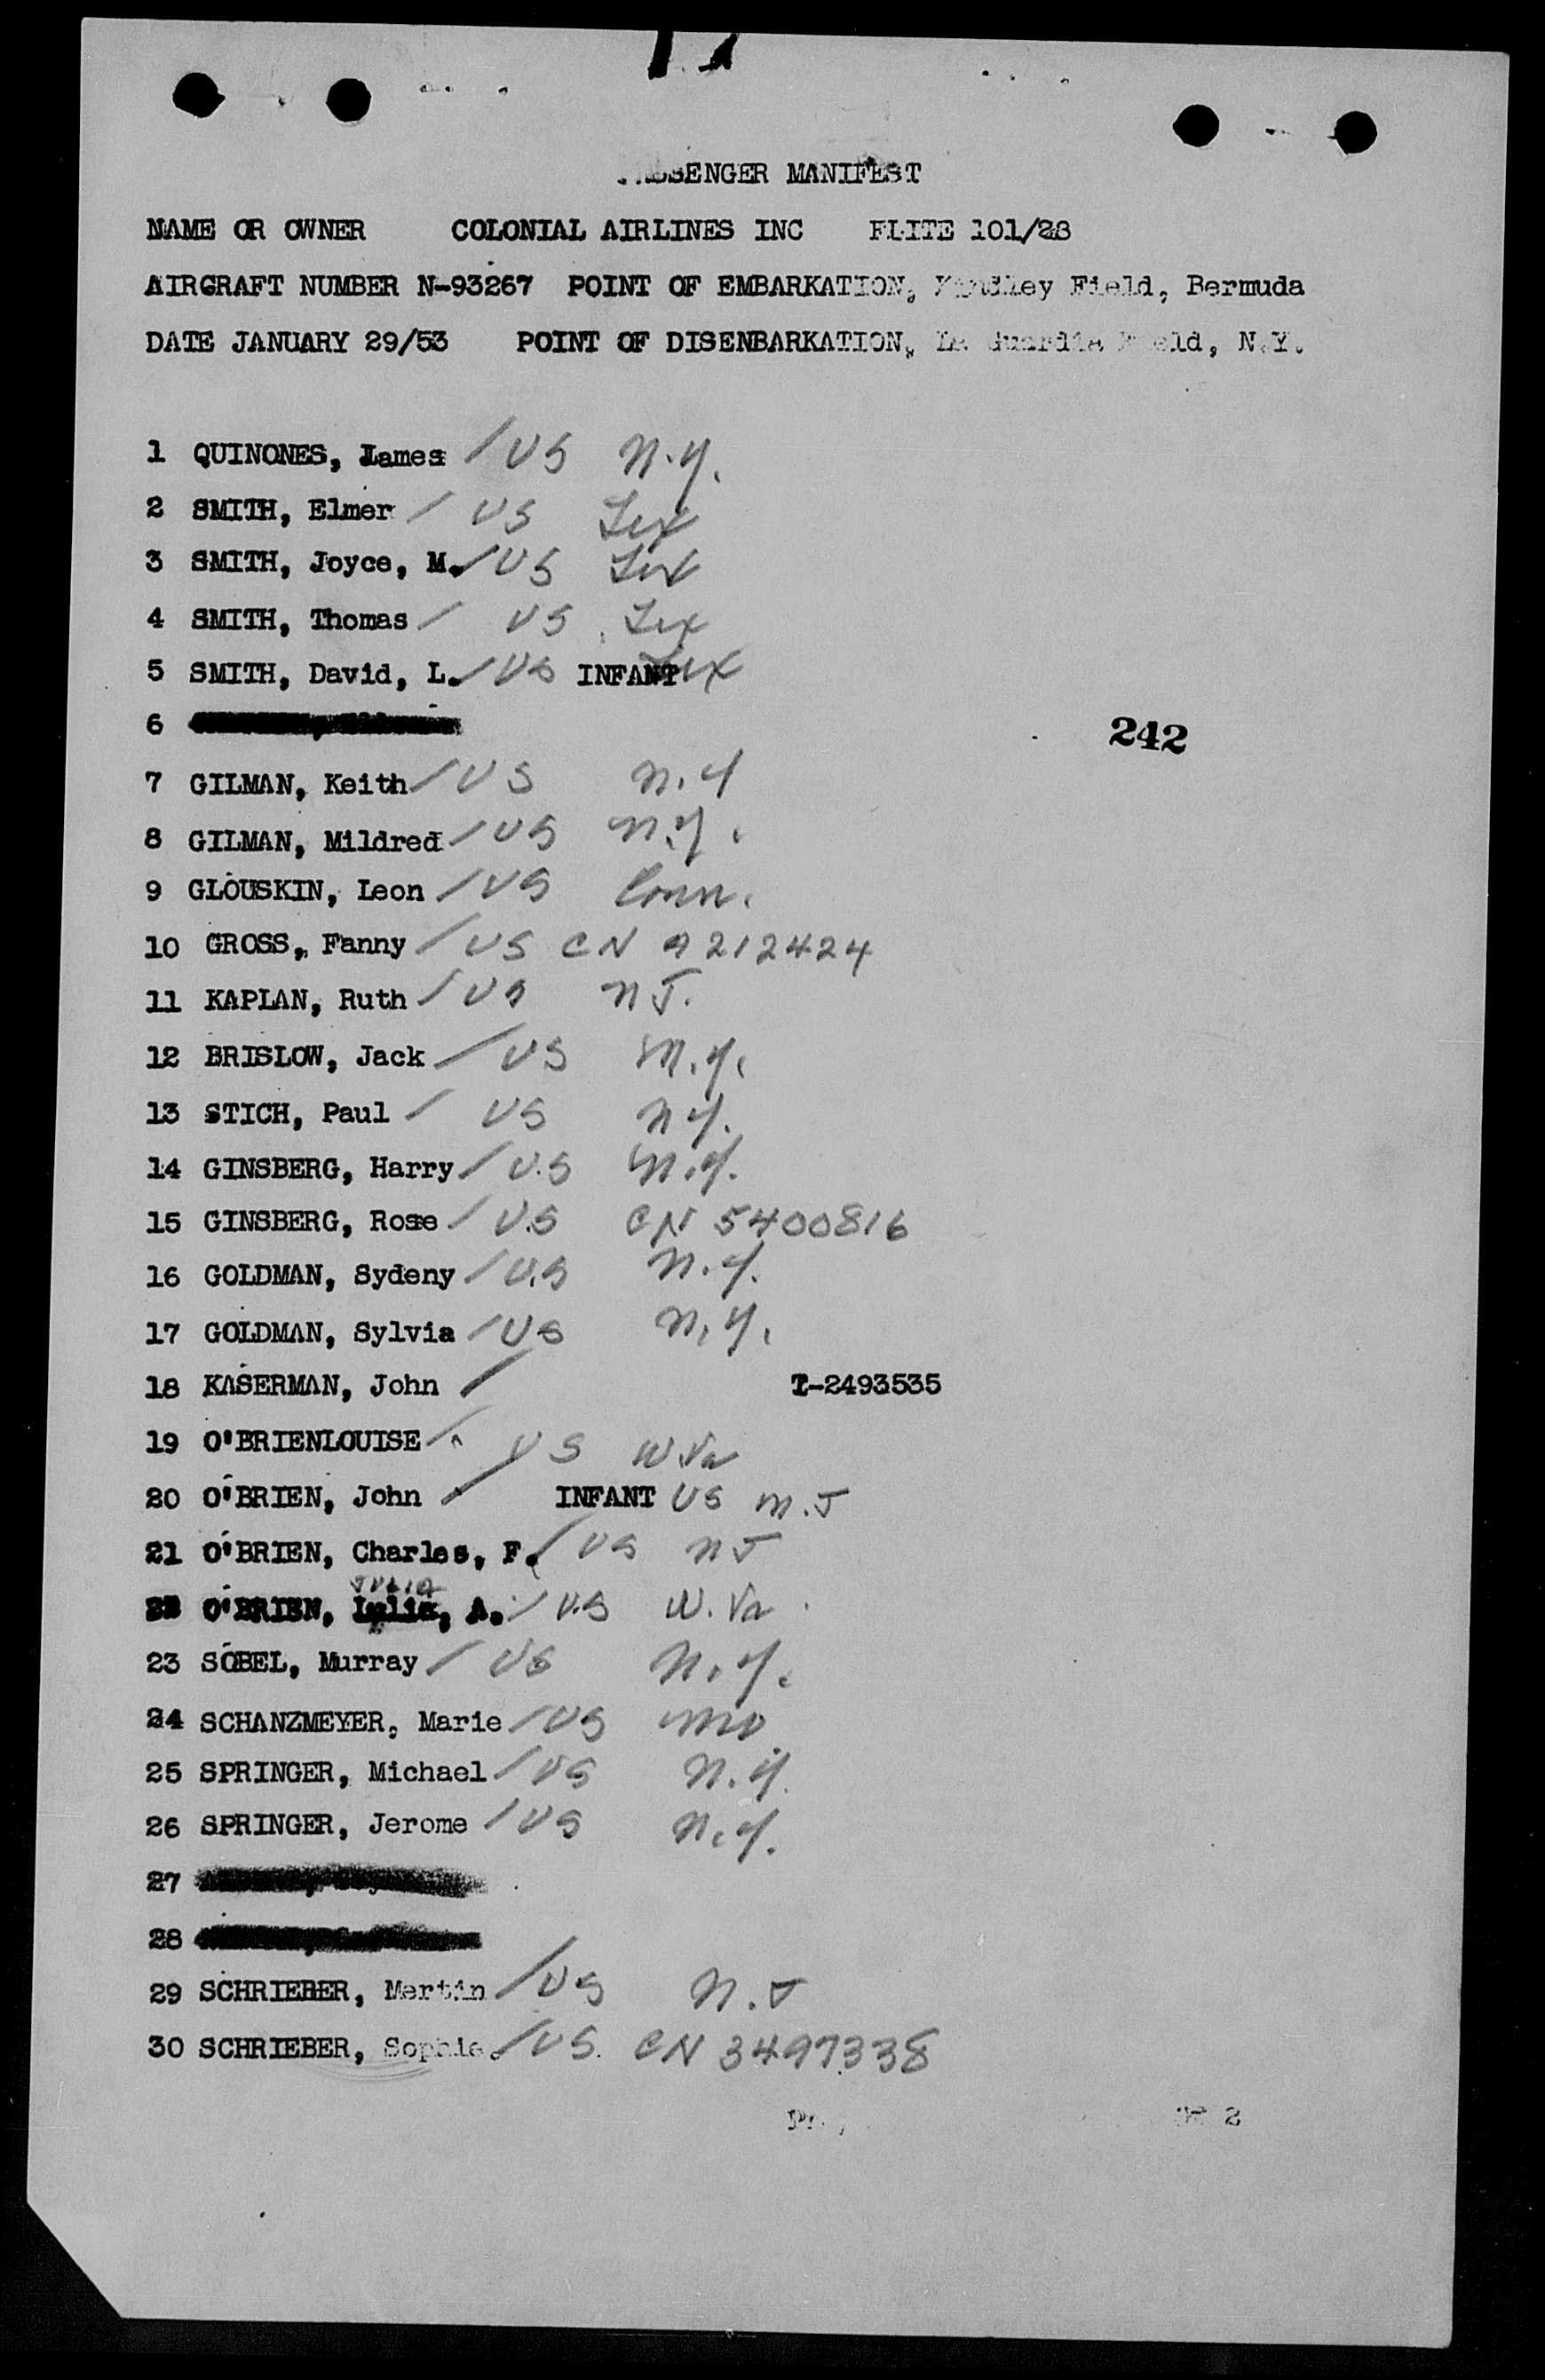 PASSENGER MANIFEST
NAME OR OWNER COLONIAL AIRLINES INC FLITE 101/28
AIRGRAFT NUMBER N-93267 POINT OF EMBARKATION, Kindley Field, Bermuda
DATE JANUARY 29/53 POINT OF DISENBARKATION, La Guardia Field, N.Y.
1 QUINONES, James / US N.Y.
2 SMITH, Elmer / US Tex
3 SMITH, Joyce, M. / US Tex
4 SMITH, Thomas / US Tex
5 SMITH, David, L. / US INFANT Tex
6
242
7 GILMAN, Keith / US N.Y
8 GILMAN, Mildred / US N.Y.
9 GLOUSKIN, Leon / US Conn.
10 GROSS, Fanny / US CN 9212424
11 KAPLAN, Ruth / US NJ.
12 BRISLOW, Jack / US N.Y.
13 STICH, Paul / US NY.
14 GINSBERG, Harry / U.S N.Y.
15 GINSBERG, Rose / U.S CN 5400816
16 GOLDMAN, Sydeny / U.S N.Y.
17 GOLDMAN, Sylvia / US N.Y.
18 KASERMAN, John / T-2493535
19 O'BRIENLOUISE / US W Va
20 O'BRIEN, John / INFANT US N.J
21 O'BRIEN, Charles, F. / US NJ
JULIA
22 O'BRIEN, A. / U.S W. Va
23 SOBEL, Murray / US N.Y.
24 SCHANZMEYER, Marie / US MO
25 SPRINGER, Michael / US N.Y.
26 SPRINGER, Jerome / US N.Y.
27
28
29 SCHRIEBER, Martin / US N.J
30 SCHRIEBER, Sophie. / US. CN 3497338
2